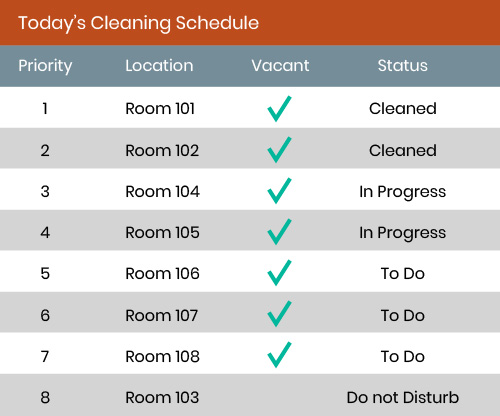 Today’s Cleaning Schedule
Priority Location Vacant Status
1 Room 101 ✓ Cleaned
2 Room 102 ✓ Cleaned
3 Room 104 ✓ In Progress
4 Room 105 ✓ In Progress
5 Room 106 ✓ To Do
6 Room 107 ✓ To Do
7 Room 108 ✓ To Do
8 Room 103 Do not Disturb